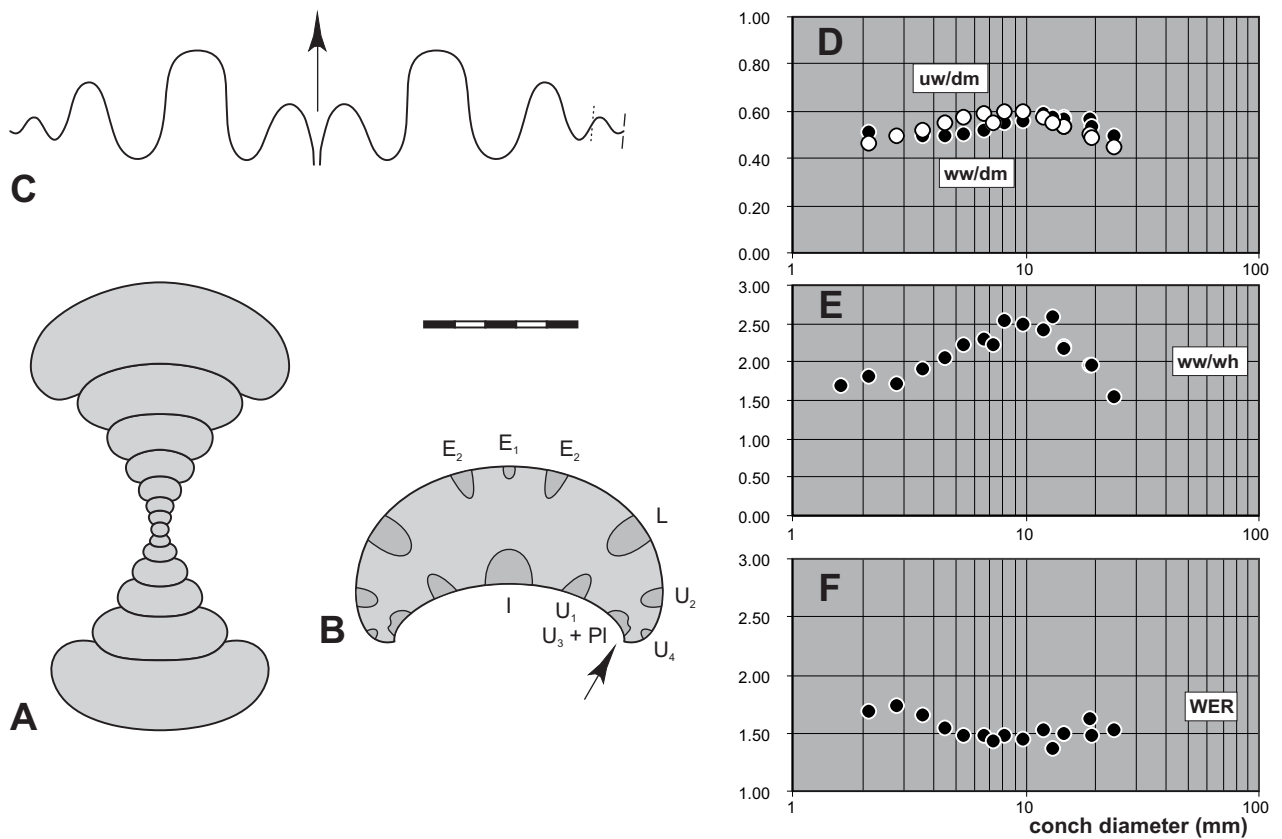 C
A
B
E₂
E₁
E₂
L
I
U₁
U₂
U₃ + PI
U₄
D
1.00
0.80
0.60
0.40
0.20
0.00
uw/dm
ww/dm
1
10
100
E
3.00
2.50
2.00
1.50
1.00
0.50
0.00
ww/wh
1
10
100
F
3.00
2.50
2.00
1.50
1.00
WER
1
10
100
conch diameter (mm)